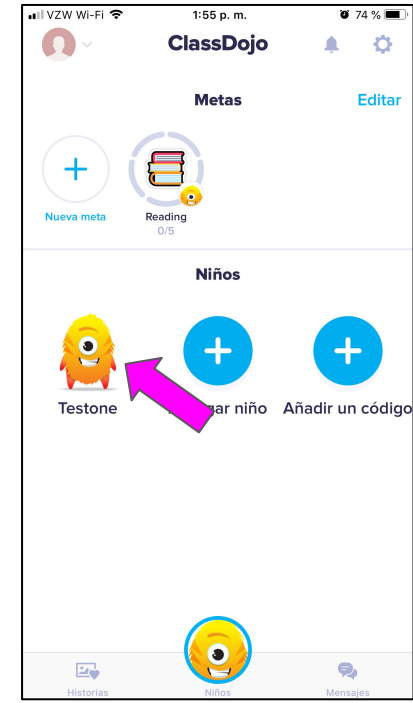 VZW Wi-Fi 1:55 p. m. 74 %
ClassDojo
Metas Editar
Nueva meta Reading
0/5
Niños
Testone niño Añadir un código
Historias Niños Mensajes